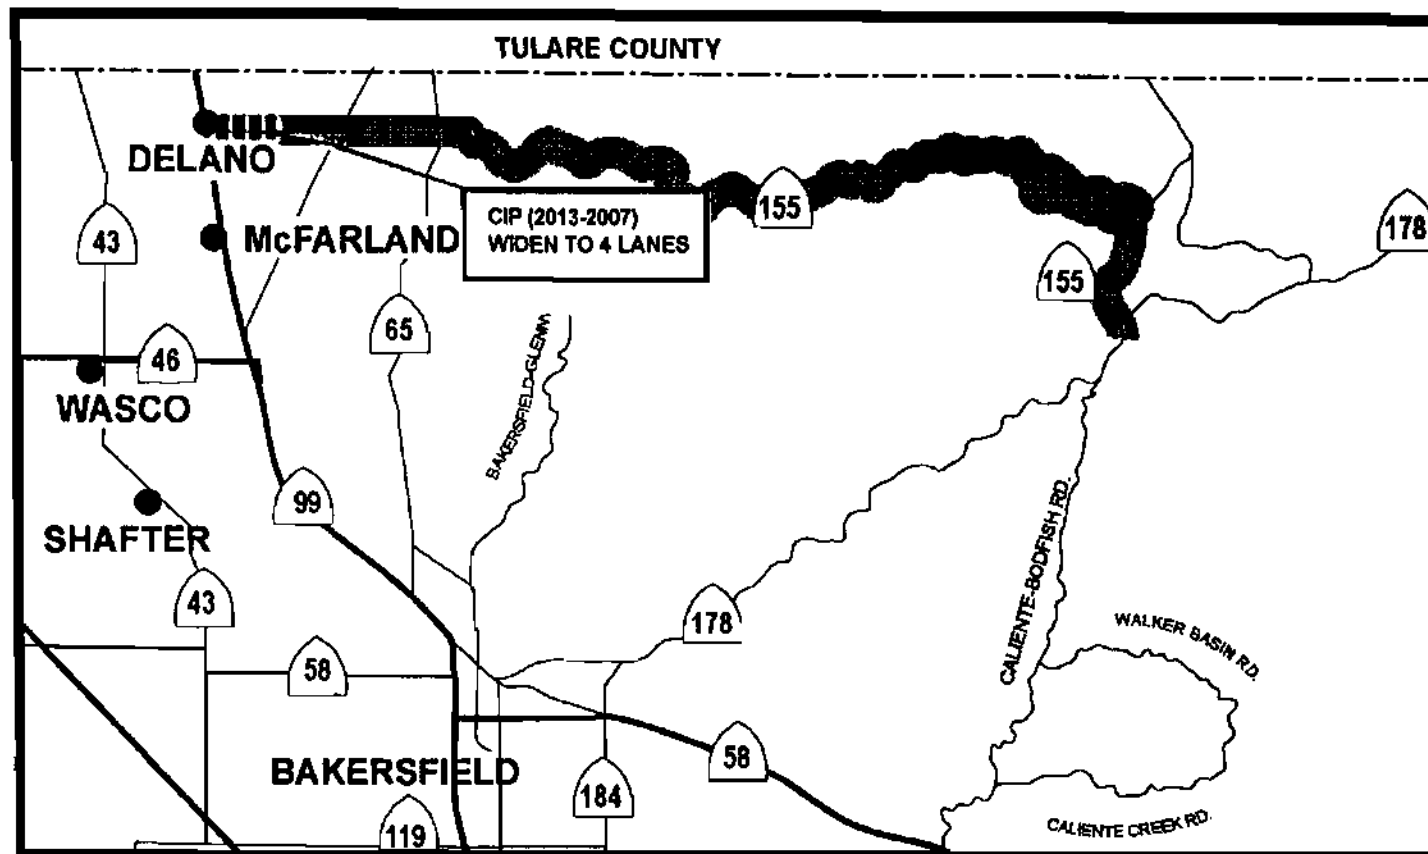 TULARE COUNTY
DELANO
McFARLAND
CIP (2013-2007)
WIDEN TO 4 LANES
155
178
43
155
65
46
WASCO
BAKERSFIELD-GLENN
99
SHAFTER
CALIENTE-BODFISH RD.
43
178
WALKER BASIN RD.
58
58
BAKERSFIELD
184
119
CALIENTE CREEK RD.